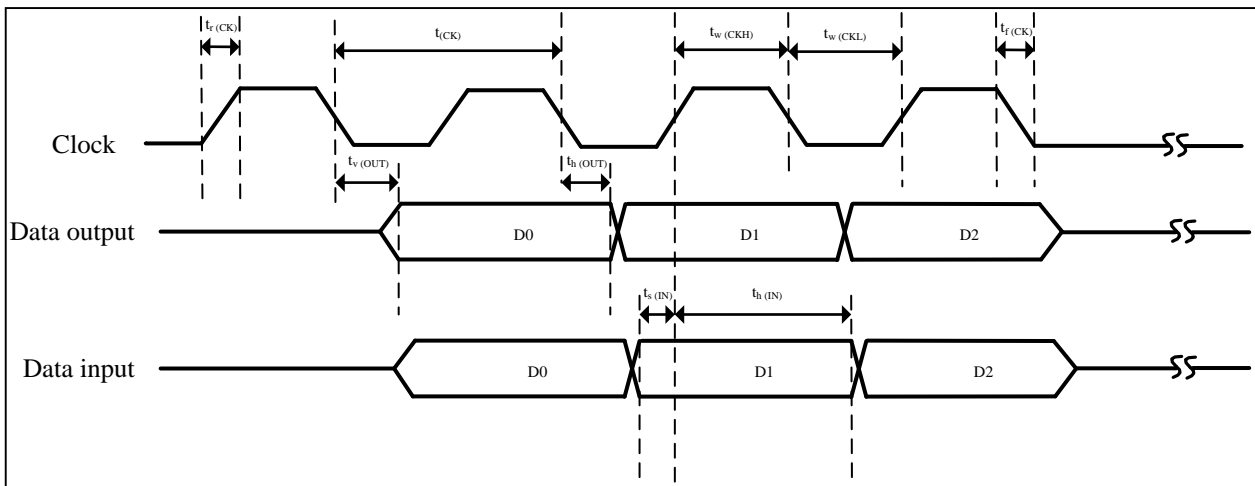 tr (CK)
t(CK)
tw (CKH)
tw (CKL)
tf (CK)
Clock
tv (OUT)
th (OUT)
Data output
D0
D1
D2
ts (IN)
th (IN)
Data input
D0
D1
D2